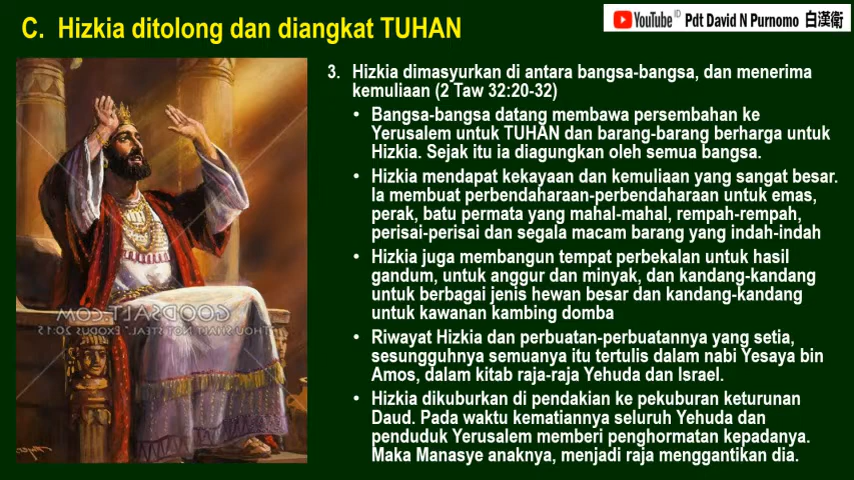 C. Hizkia ditolong dan diangkat TUHAN
YouTube ID Pdt David N Purnomo 白漢衛
3. Hizkia dimasyurkan di antara bangsa-bangsa, dan menerima
kemuliaan (2 Taw 32:20-32)
• Bangsa-bangsa datang membawa persembahan ke
Yerusalem untuk TUHAN dan barang-barang berharga untuk
Hizkia. Sejak itu ia diagungkan oleh semua bangsa.
• Hizkia mendapat kekayaan dan kemuliaan yang sangat besar.
Ia membuat perbendaharaan-perbendaharaan untuk emas,
perak, batu permata yang mahal-mahal, rempah-rempah,
perisai-perisai dan segala macam barang yang indah-indah
• Hizkia juga membangun tempat perbekalan untuk hasil
gandum, untuk anggur dan minyak, dan kandang-kandang
untuk berbagai jenis hewan besar dan kandang-kandang
untuk kawanan kambing domba
• Riwayat Hizkia dan perbuatan-perbuatannya yang setia,
sesungguhnya semuanya itu tertulis dalam nabi Yesaya bin
Amos, dalam kitab raja-raja Yehuda dan Israel.
• Hizkia dikuburkan di pendakian ke pekuburan keturunan
Daud. Pada waktu kematiannya seluruh Yehuda dan
penduduk Yerusalem memberi penghormatan kepadanya.
Maka Manasye anaknya, menjadi raja menggantikan dia.
GOODSALT.COM
"THOU SHALT NOT STEAL." EXODUS 20:15